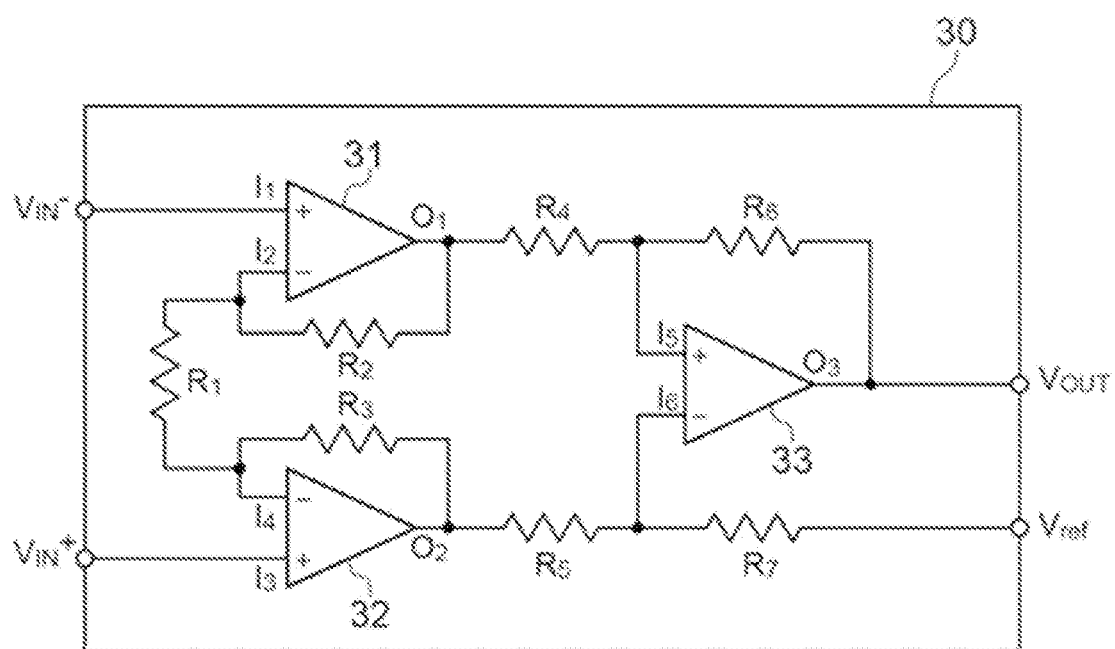 30
31
VIN-
I1
+
O1
R4
R6
I2
−
R2
R1
I5
+
O3
VOUT
R3
I6
−
33
−
I4
VIN+
+
I3
O2
R5
R7
Vref
32